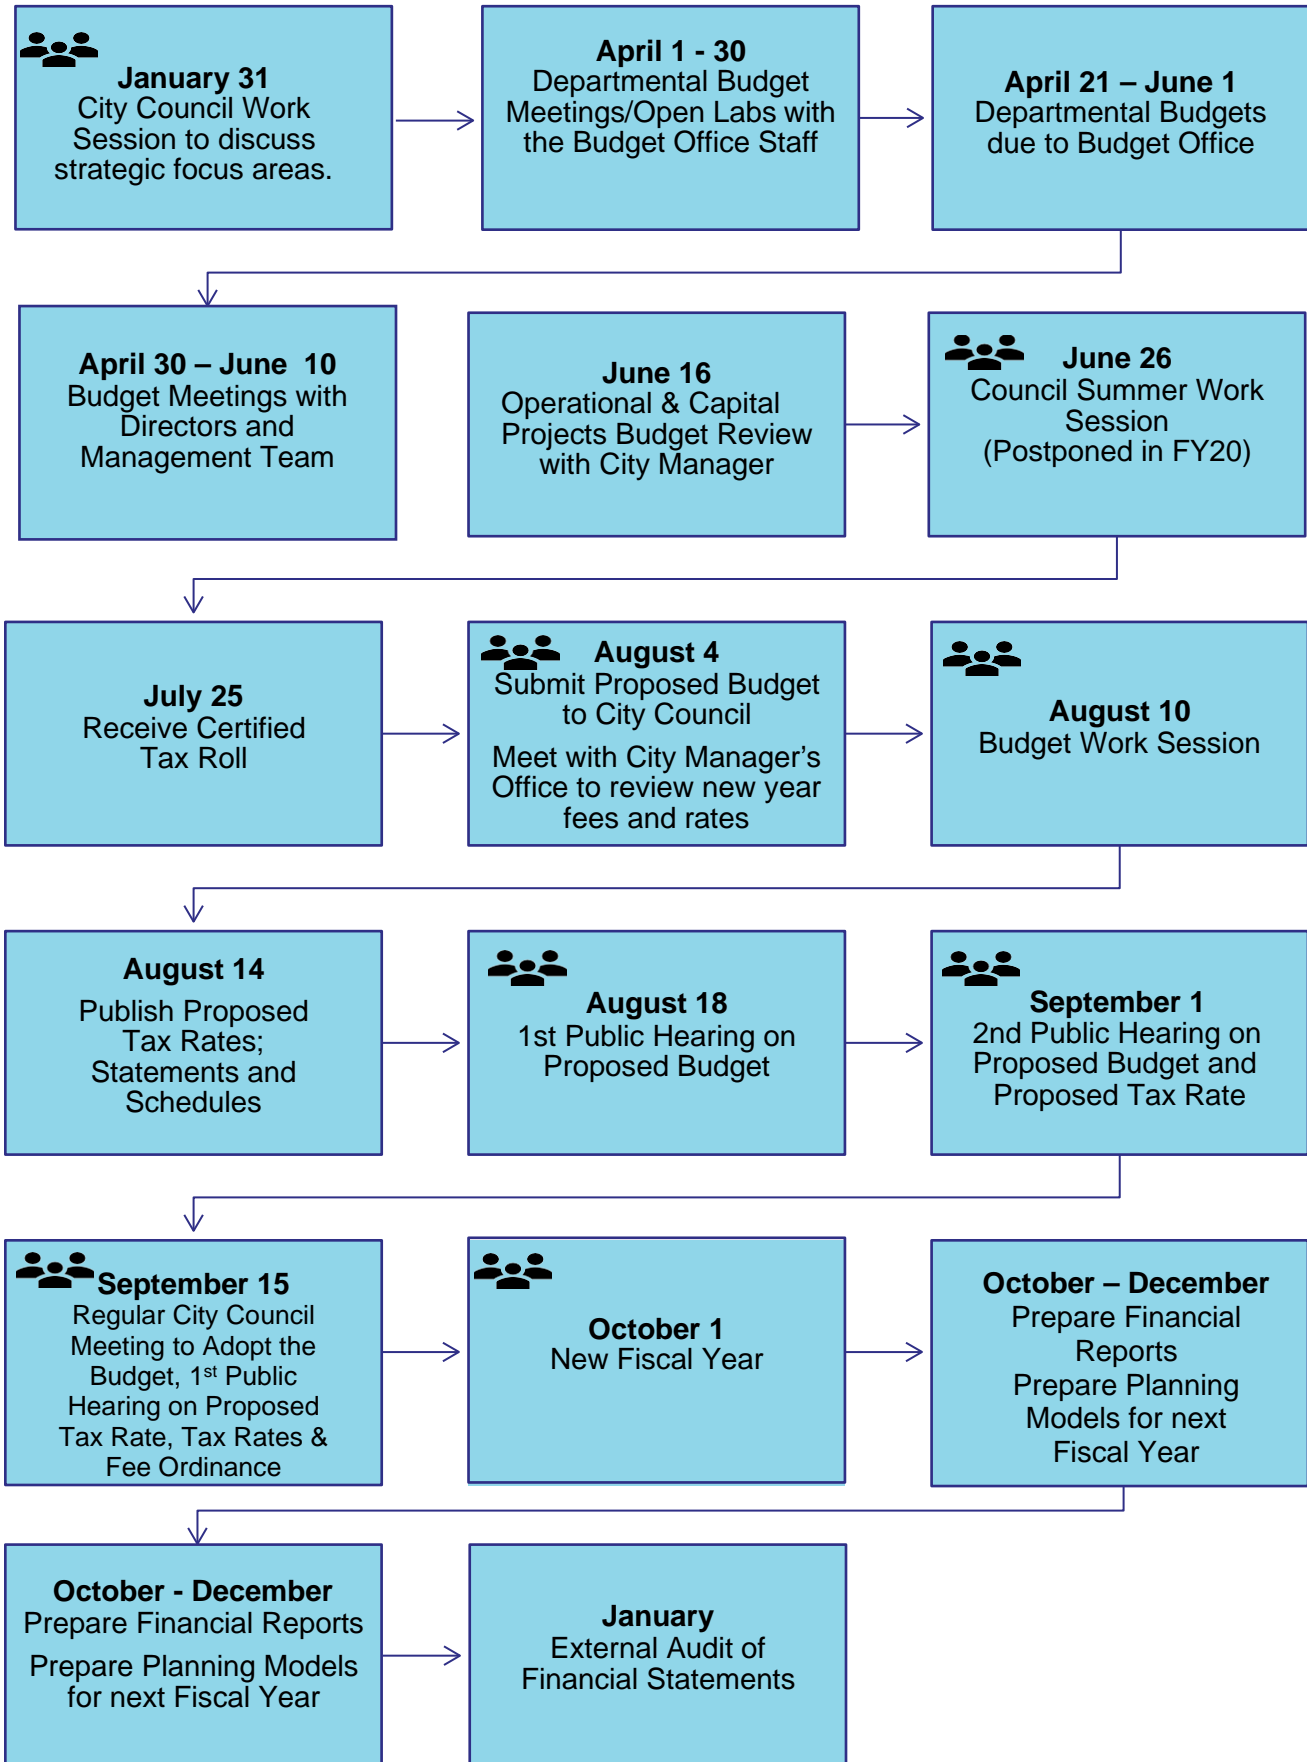 January 31
City Council Work
Session to discuss
strategic focus areas.
April 1 - 30
Departmental Budget
Meetings/Open Labs with
the Budget Office Staff
April 21 – June 1
Departmental Budgets
due to Budget Office
April 30 – June 10
Budget Meetings with
Directors and
Management Team
June 16
Operational & Capital
Projects Budget Review
with City Manager
June 26
Council Summer Work
Session
(Postponed in FY20)
July 25
Receive Certified
Tax Roll
August 4
Submit Proposed Budget
to City Council
Meet with City Manager’s
Office to review new year
fees and rates
August 10
Budget Work Session
August 14
Publish Proposed
Tax Rates;
Statements and
Schedules
August 18
1st Public Hearing on
Proposed Budget
September 1
2nd Public Hearing on
Proposed Budget and
Proposed Tax Rate
September 15
Regular City Council
Meeting to Adopt the
Budget, 1st Public
Hearing on Proposed
Tax Rate, Tax Rates &
Fee Ordinance
October 1
New Fiscal Year
October – December
Prepare Financial
Reports
Prepare Planning
Models for next
Fiscal Year
October - December
Prepare Financial Reports
Prepare Planning Models
for next Fiscal Year
January
External Audit of
Financial Statements